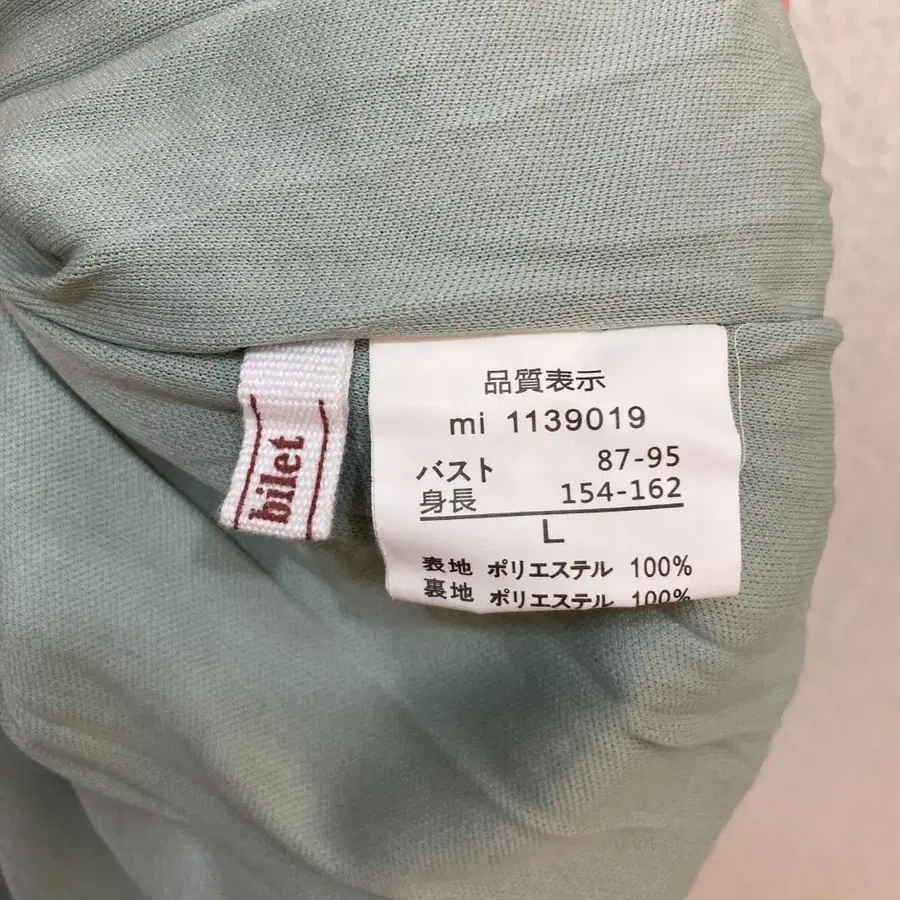 bilet
品質表示
mi 1139019
バスト 87-95
身長 154-162
L
表地 ポリエステル 100%
裏地 ポリエステル 100%